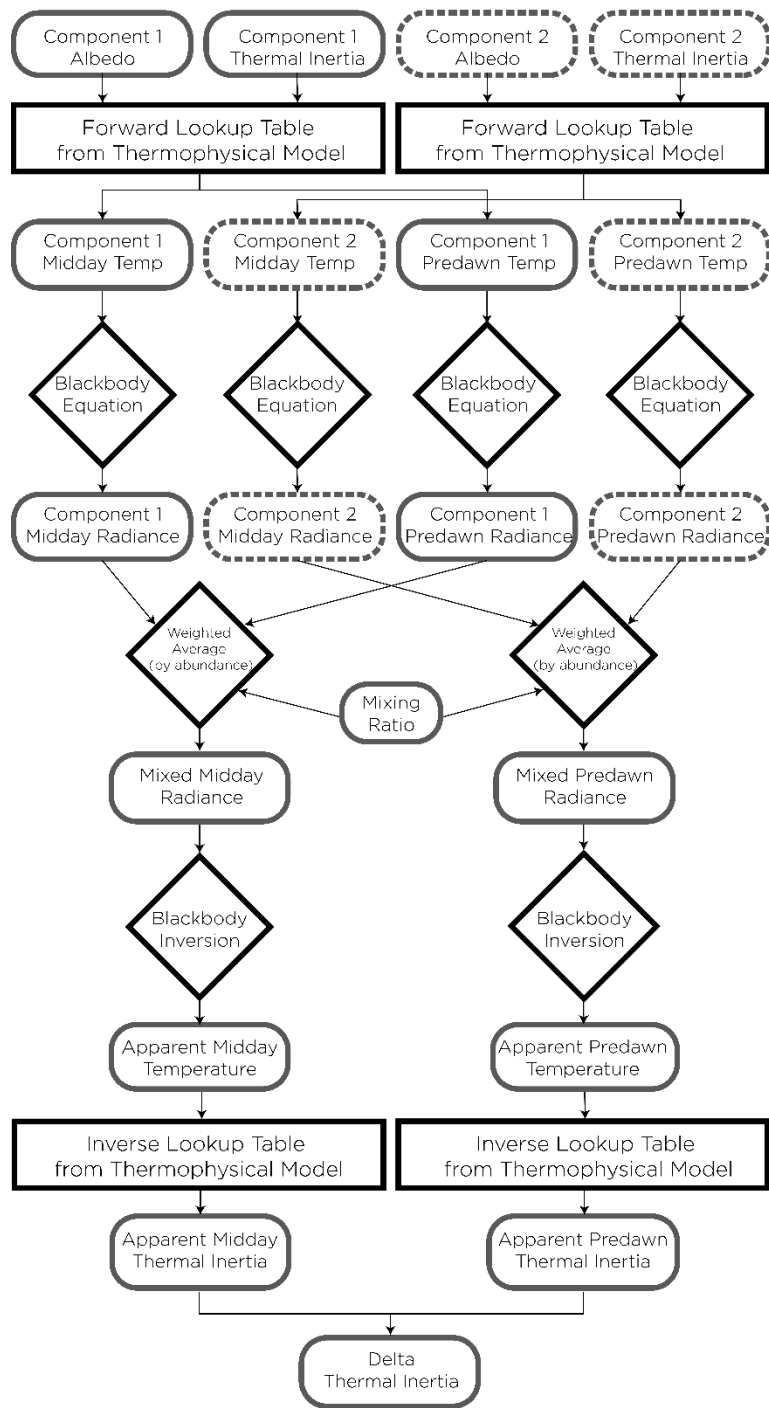 Component 1
Albedo
Component 1
Thermal Inertia
Component 2
Albedo
Component 2
Thermal Inertia
Forward Lookup Table
from Thermophysical Model
Forward Lookup Table
from Thermophysical Model
Component 1
Midday Temp
Component 2
Midday Temp
Component 1
Predawn Temp
Component 2
Predawn Temp
Blackbody
Equation
Blackbody
Equation
Blackbody
Equation
Blackbody
Equation
Component 1
Midday Radiance
Component 2
Midday Radiance
Component 1
Predawn Radiance
Component 2
Predawn Radiance
Weighted
Average
(by abundance)
Weighted
Average
(by abundance)
Mixing
Ratio
Mixed Midday
Radiance
Mixed Predawn
Radiance
Blackbody
Inversion
Blackbody
Inversion
Apparent Midday
Temperature
Apparent Predawn
Temperature
Inverse Lookup Table
from Thermophysical Model
Inverse Lookup Table
from Thermophysical Model
Apparent Midday
Thermal Inertia
Apparent Predawn
Thermal Inertia
Delta
Thermal Inertia